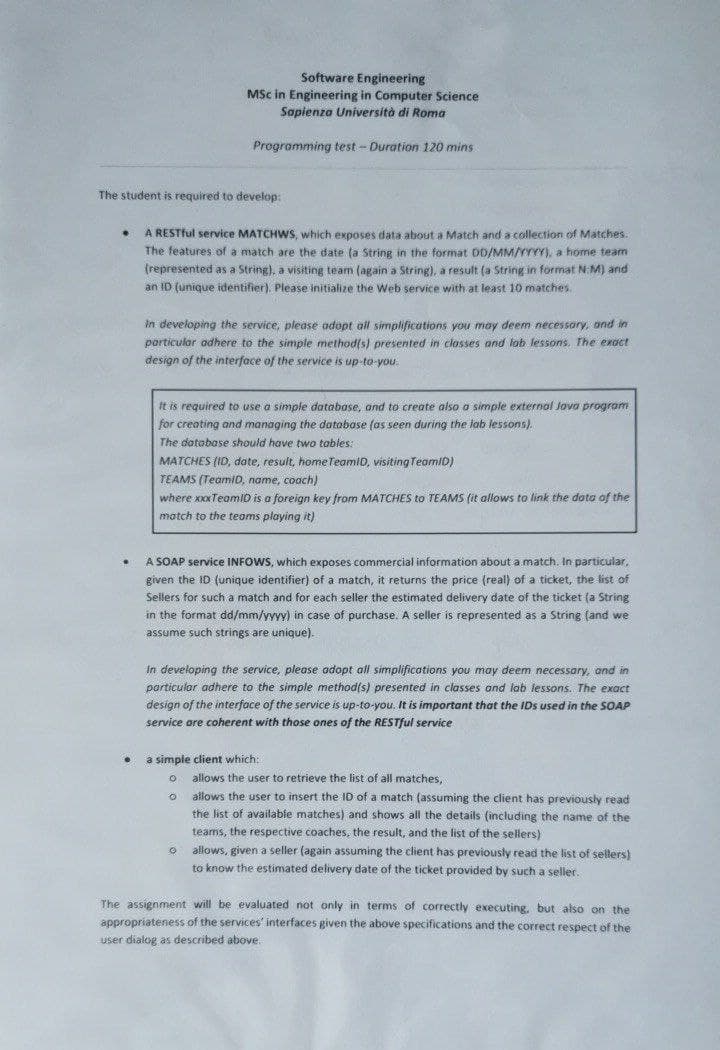 Software Engineering
MSc in Engineering in Computer Science
Sapienza Università di Roma
Programming test – Duration 120 mins
The student is required to develop:
• A RESTful service MATCHWS, which exposes data about a Match and a collection of Matches.
The features of a match are the date (a String in the format DD/MM/YYYY), a home team
(represented as a String), a visiting team (again a String), a result (a String in format N:M) and
an ID (unique identifier). Please initialize the Web service with at least 10 matches.
In developing the service, please adopt all simplifications you may deem necessary, and in
particular adhere to the simple method(s) presented in classes and lab lessons. The exact
design of the interface of the service is up-to-you.
It is required to use a simple database, and to create also a simple external Java program
for creating and managing the database (as seen during the lab lessons).
The database should have two tables:
MATCHES (ID, date, result, homeTeamID, visitingTeamID)
TEAMS (TeamID, name, coach)
where xxxTeamID is a foreign key from MATCHES to TEAMS (it allows to link the data of the
match to the teams playing it)
• A SOAP service INFOWS, which exposes commercial information about a match. In particular,
given the ID (unique identifier) of a match, it returns the price (real) of a ticket, the list of
Sellers for such a match and for each seller the estimated delivery date of the ticket (a String
in the format dd/mm/yyyy) in case of purchase. A seller is represented as a String (and we
assume such strings are unique).
In developing the service, please adopt all simplifications you may deem necessary, and in
particular adhere to the simple method(s) presented in classes and lab lessons. The exact
design of the interface of the service is up-to-you. It is important that the IDs used in the SOAP
service are coherent with those ones of the RESTful service
• a simple client which:
o allows the user to retrieve the list of all matches,
o allows the user to insert the ID of a match (assuming the client has previously read
the list of available matches) and shows all the details (including the name of the
teams, the respective coaches, the result, and the list of the sellers)
o allows, given a seller (again assuming the client has previously read the list of sellers)
to know the estimated delivery date of the ticket provided by such a seller.
The assignment will be evaluated not only in terms of correctly executing, but also on the
appropriateness of the services' interfaces given the above specifications and the correct respect of the
user dialog as described above.